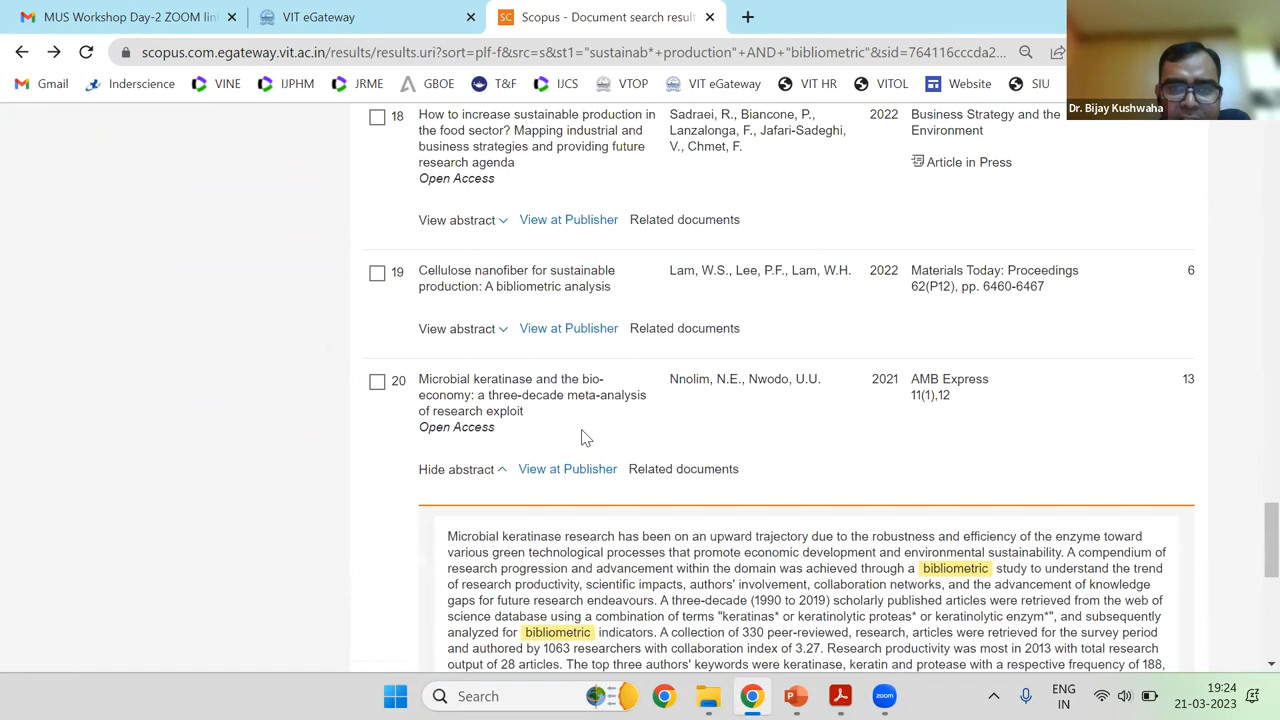 MUS Workshop Day-2 ZOOM lin
VIT eGateway
SC Scopus - Document search result
scopus.com.egateway.vit.ac.in/results/results.uri?sort=plf-f&src=s&st1="sustainab*+production"+AND+"bibliometric"&sid=764116cccda2...
Gmail Inderscience VINE IJPHM JRME GBOE T&F IJCS VTOP VIT eGateway VIT HR VITOL Website SIU
Dr. Bijay Kushwaha
18 How to increase sustainable production in the food sector? Mapping industrial and business strategies and providing future research agenda
Open Access
Sadraei, R., Biancone, P., Lanzalonga, F., Jafari-Sadeghi, V., Chmet, F.
2022
Business Strategy and the Environment
Article in Press
View abstract View at Publisher Related documents
19 Cellulose nanofiber for sustainable production: A bibliometric analysis
Lam, W.S., Lee, P.F., Lam, W.H.
2022
Materials Today: Proceedings 62(P12), pp. 6460-6467
6
View abstract View at Publisher Related documents
20 Microbial keratinase and the bio-economy: a three-decade meta-analysis of research exploit
Open Access
Nnolim, N.E., Nwodo, U.U.
2021
AMB Express 11(1),12
13
Hide abstract View at Publisher Related documents
Microbial keratinase research has been on an upward trajectory due to the robustness and efficiency of the enzyme toward
various green technological processes that promote economic development and environmental sustainability. A compendium of
research progression and advancement within the domain was achieved through a bibliometric study to understand the trend
of research productivity, scientific impacts, authors' involvement, collaboration networks, and the advancement of knowledge
gaps for future research endeavours. A three-decade (1990 to 2019) scholarly published articles were retrieved from the web of
science database using a combination of terms "keratinas* or keratinolytic proteas* or keratinolytic enzym*", and subsequently
analyzed for bibliometric indicators. A collection of 330 peer-reviewed, research, articles were retrieved for the survey period
and authored by 1063 researchers with collaboration index of 3.27. Research productivity was most in 2013 with total research
output of 28 articles. The top three authors' keywords were keratinase, keratin and protease with a respective frequency of 188,
Search
zoom
ENG
IN
19:24
21-03-2023